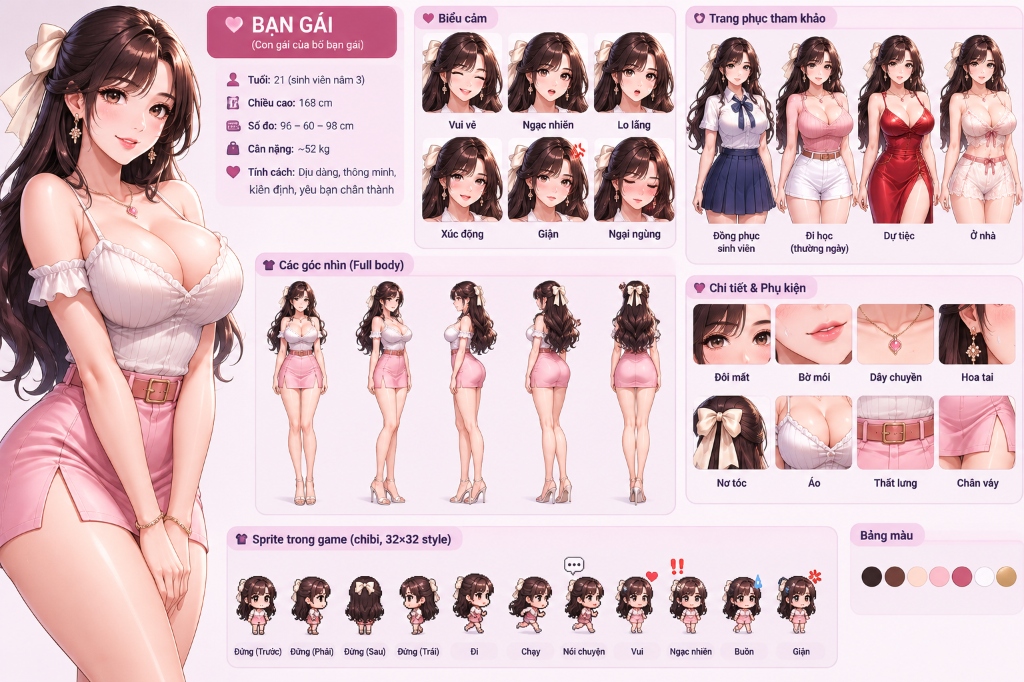 BẠN GÁI
(Con gái của bố bạn gái)
Tuổi: 21 (sinh viên năm 3)
Chiều cao: 168 cm
Số đo: 96 – 60 – 98 cm
Cân nặng: ~52 kg
Tính cách: Dịu dàng, thông minh,
kiên định, yêu bạn chân thành
Biểu cảm
Vui vẻ
Ngạc nhiên
Lo lắng
Xúc động
Giận
Ngại ngùng
Trang phục tham khảo
Đồng phục
sinh viên
Đi học
(thường ngày)
Dự tiệc
Ở nhà
Các góc nhìn (Full body)
Chi tiết & Phụ kiện
Đôi mắt
Bờ môi
Dây chuyền
Hoa tai
Nơ tóc
Áo
Thắt lưng
Chân váy
Sprite trong game (chibi, 32×32 style)
!!
Đứng (Trước)
Đứng (Phải)
Đứng (Sau)
Đứng (Trái)
Đi
Chạy
Nói chuyện
Vui
Ngạc nhiên
Buồn
Giận
Bảng màu